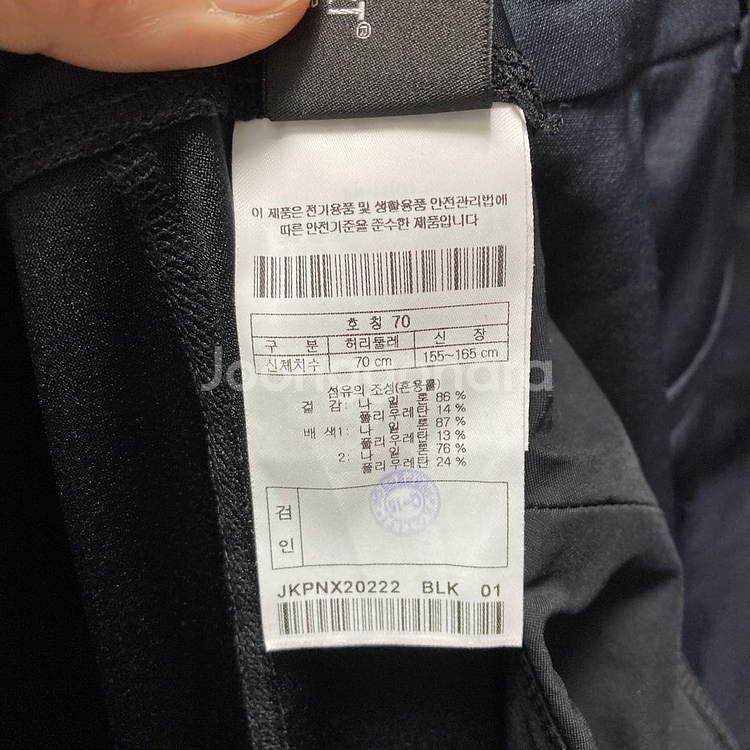 LT®
이 제품은 전기용품 및 생활용품 안전관리법에
따른 안전기준을 준수한 제품입니다
호 칭 70
구 분 허리둘레 신 장
신체치수 70 cm 155~165 cm
섬유의 조성(혼용률)
겉 감: 나 일 론 86 %
폴리 우레탄 14 %
배 색1: 나 일 론 87 %
폴리 우레탄 13 %
2: 나 일 론 76 %
폴리 우레탄 24 %
검
인
JKPNX20222 BLK 01
Joonggonara